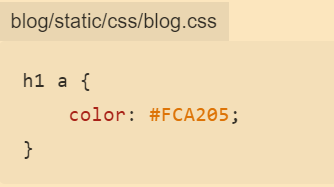 blog/static/css/blog.css
h1 a {
    color: #FCA205;
}